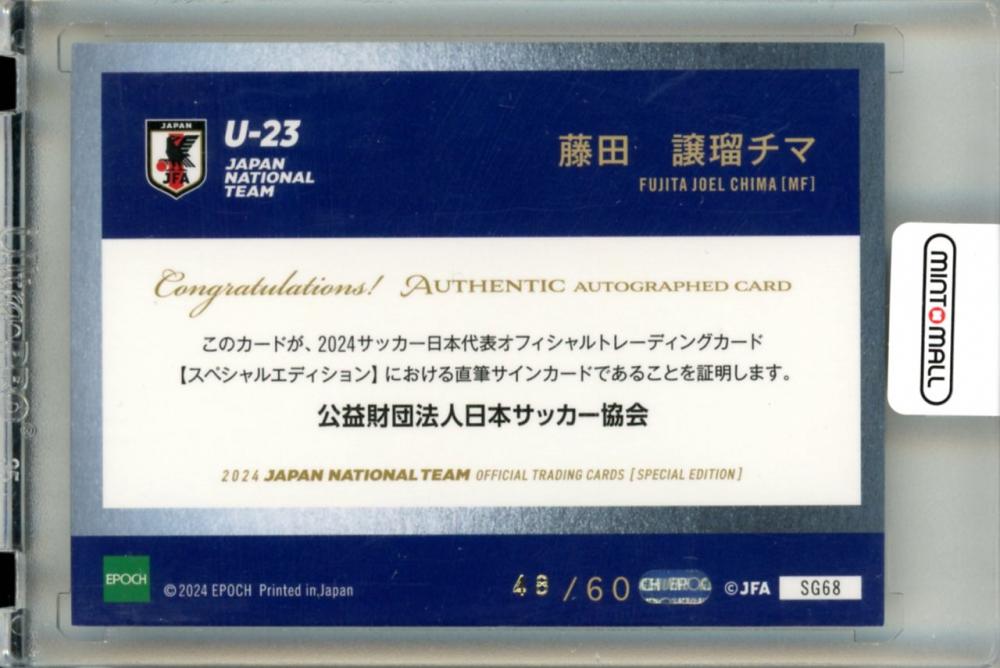 JAPAN
JFA
U-23
JAPAN
NATIONAL
TEAM
藤田　譲瑠チマ
FUJITA JOEL CHIMA [MF]
Congratulations! AUTHENTIC AUTOGRAPHED CARD
このカードが、2024サッカー日本代表オフィシャルトレーディングカード
【スペシャルエディション】における直筆サインカードであることを証明します。
公益財団法人日本サッカー協会
2024 JAPAN NATIONAL TEAM OFFICIAL TRADING CARDS [SPECIAL EDITION]
EPOCH
©2024 EPOCH Printed in Japan
48/60
©JFA
SG68
MINTMALL